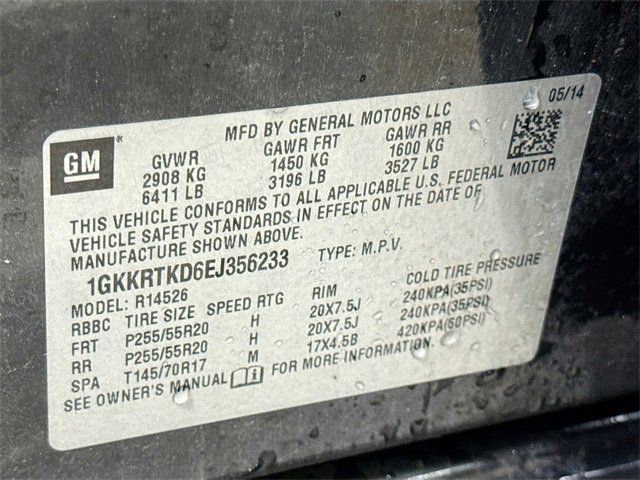 05/14
MFD BY GENERAL MOTORS LLC
GM
GVWR GAWR FRT GAWR RR
2908 KG 1450 KG 1600 KG
6411 LB 3196 LB 3527 LB
THIS VEHICLE CONFORMS TO ALL APPLICABLE U.S. FEDERAL MOTOR
VEHICLE SAFETY STANDARDS IN EFFECT ON THE DATE OF
MANUFACTURE SHOWN ABOVE.
1GKKRTKD6EJ356233 TYPE: M.P.V.
MODEL: R14526
RBBC TIRE SIZE SPEED RTG RIM COLD TIRE PRESSURE
FRT P255/55R20 H 20X7.5J 240KPA(35PSI)
RR P255/55R20 H 20X7.5J 240KPA(35PSI)
SPA T145/70R17 M 17X4.5B 420KPA(60PSI)
SEE OWNER'S MANUAL FOR MORE INFORMATION.